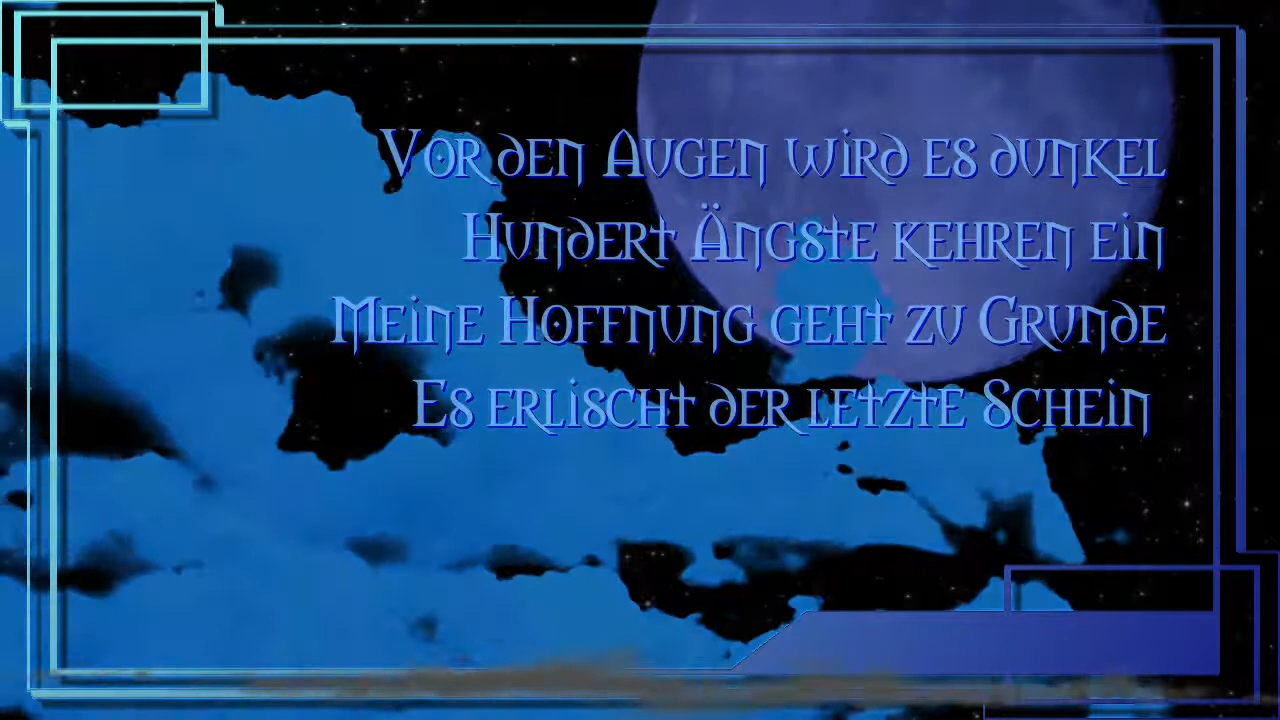 Vor den Augen wird es dunkel
Hundert Ängste kehren ein
Meine Hoffnung geht zu Grunde
Es erlischt der letzte Schein